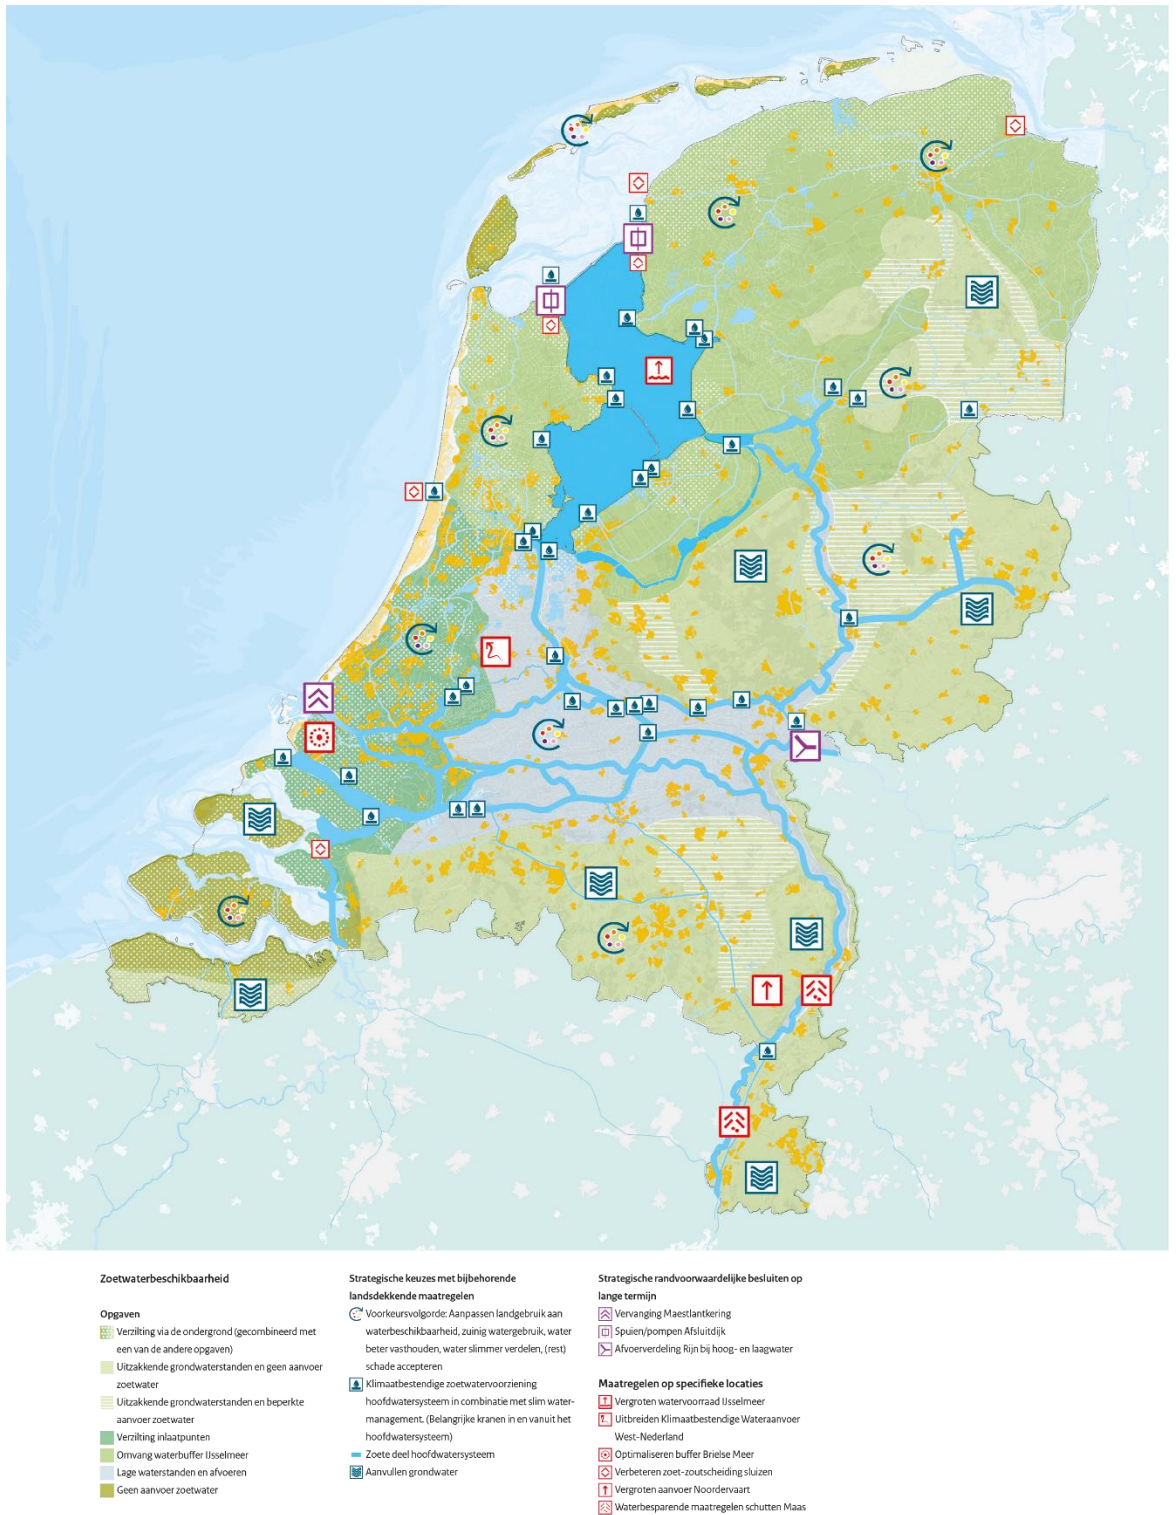 Zoetwaterbeschikbaarheid
Opgaven
Verzilting via de ondergrond (gecombineerd met
een van de andere opgaven)
Uitzakkende grondwaterstanden en geen aanvoer
zoetwater
Uitzakkende grondwaterstanden en beperkte
aanvoer zoetwater
Verzilting inlaatpunten
Omvang waterbuffer IJsselmeer
Lage waterstanden en afvoeren
Geen aanvoer zoetwater
Strategische keuzes met bijbehorende
landsdekkende maatregelen
Voorkeursvolgorde: Aanpassen landgebruik aan
waterbeschikbaarheid, zuinig watergebruik, water
beter vasthouden, water slimmer verdelen, (rest)
schade accepteren
Klimaatbestendige zoetwatervoorziening
hoofdwatersysteem in combinatie met slim water-
management. (Belangrijke kranen in en vanuit het
hoofdwatersysteem)
Zoete deel hoofdwatersysteem
Aanvullen grondwater
Strategische randvoorwaardelijke besluiten op
lange termijn
Vervanging Maestlantkering
Spuien/pompen Afsluitdijk
Afvoerverdeling Rijn bij hoog- en laagwater
Maatregelen op specifieke locaties
Vergroten watervoorraad IJsselmeer
Uitbreiden Klimaatbestendige Wateraanvoer
West-Nederland
Optimaliseren buffer Brielse Meer
Verbeteren zoet-zoutscheiding sluizen
Vergroten aanvoer Noordervaart
Waterbesparende maatregelen schutten Maas